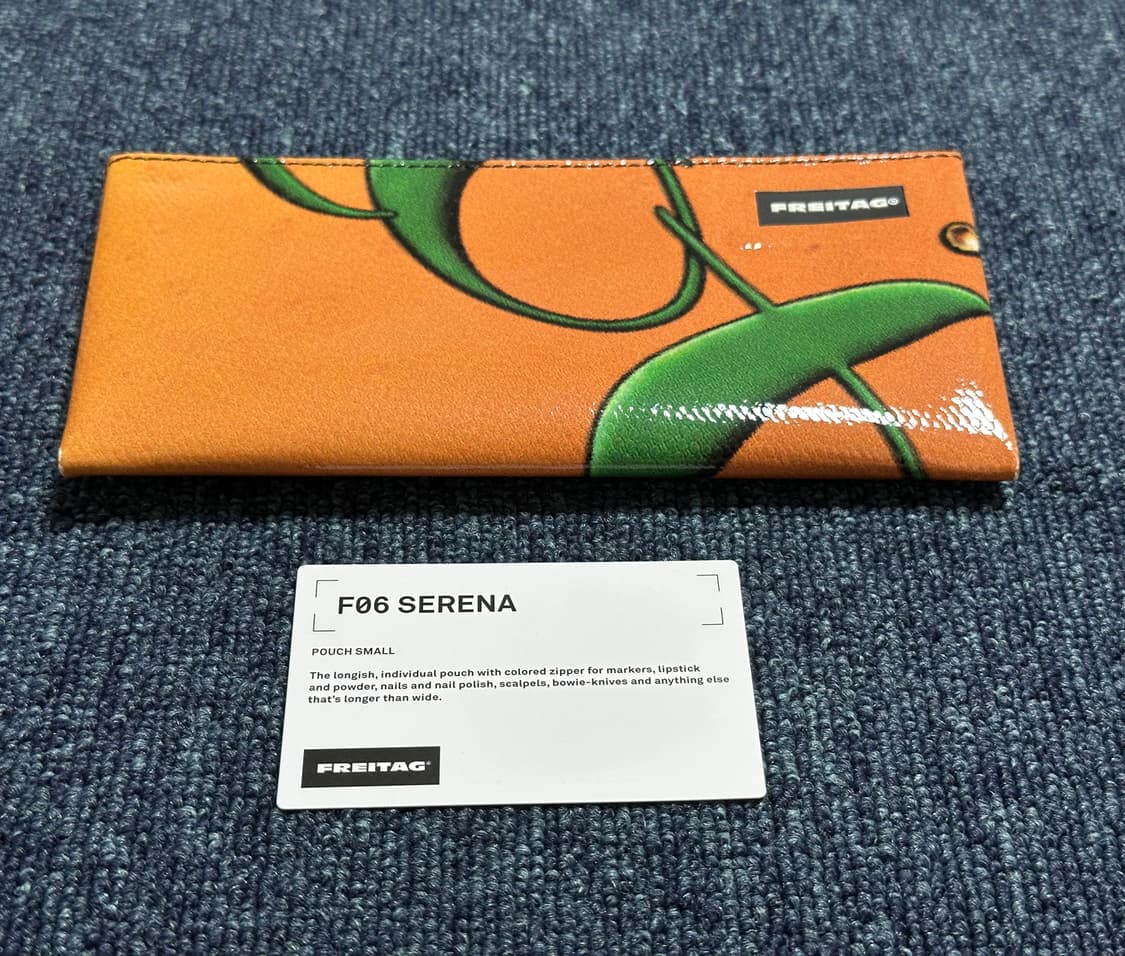 FREITAG®
F06 SERENA
POUCH SMALL
The longish, individual pouch with colored zipper for markers, lipstick
and powder, nails and nail polish, scalpels, bowie-knives and anything else
that's longer than wide.
FREITAG®